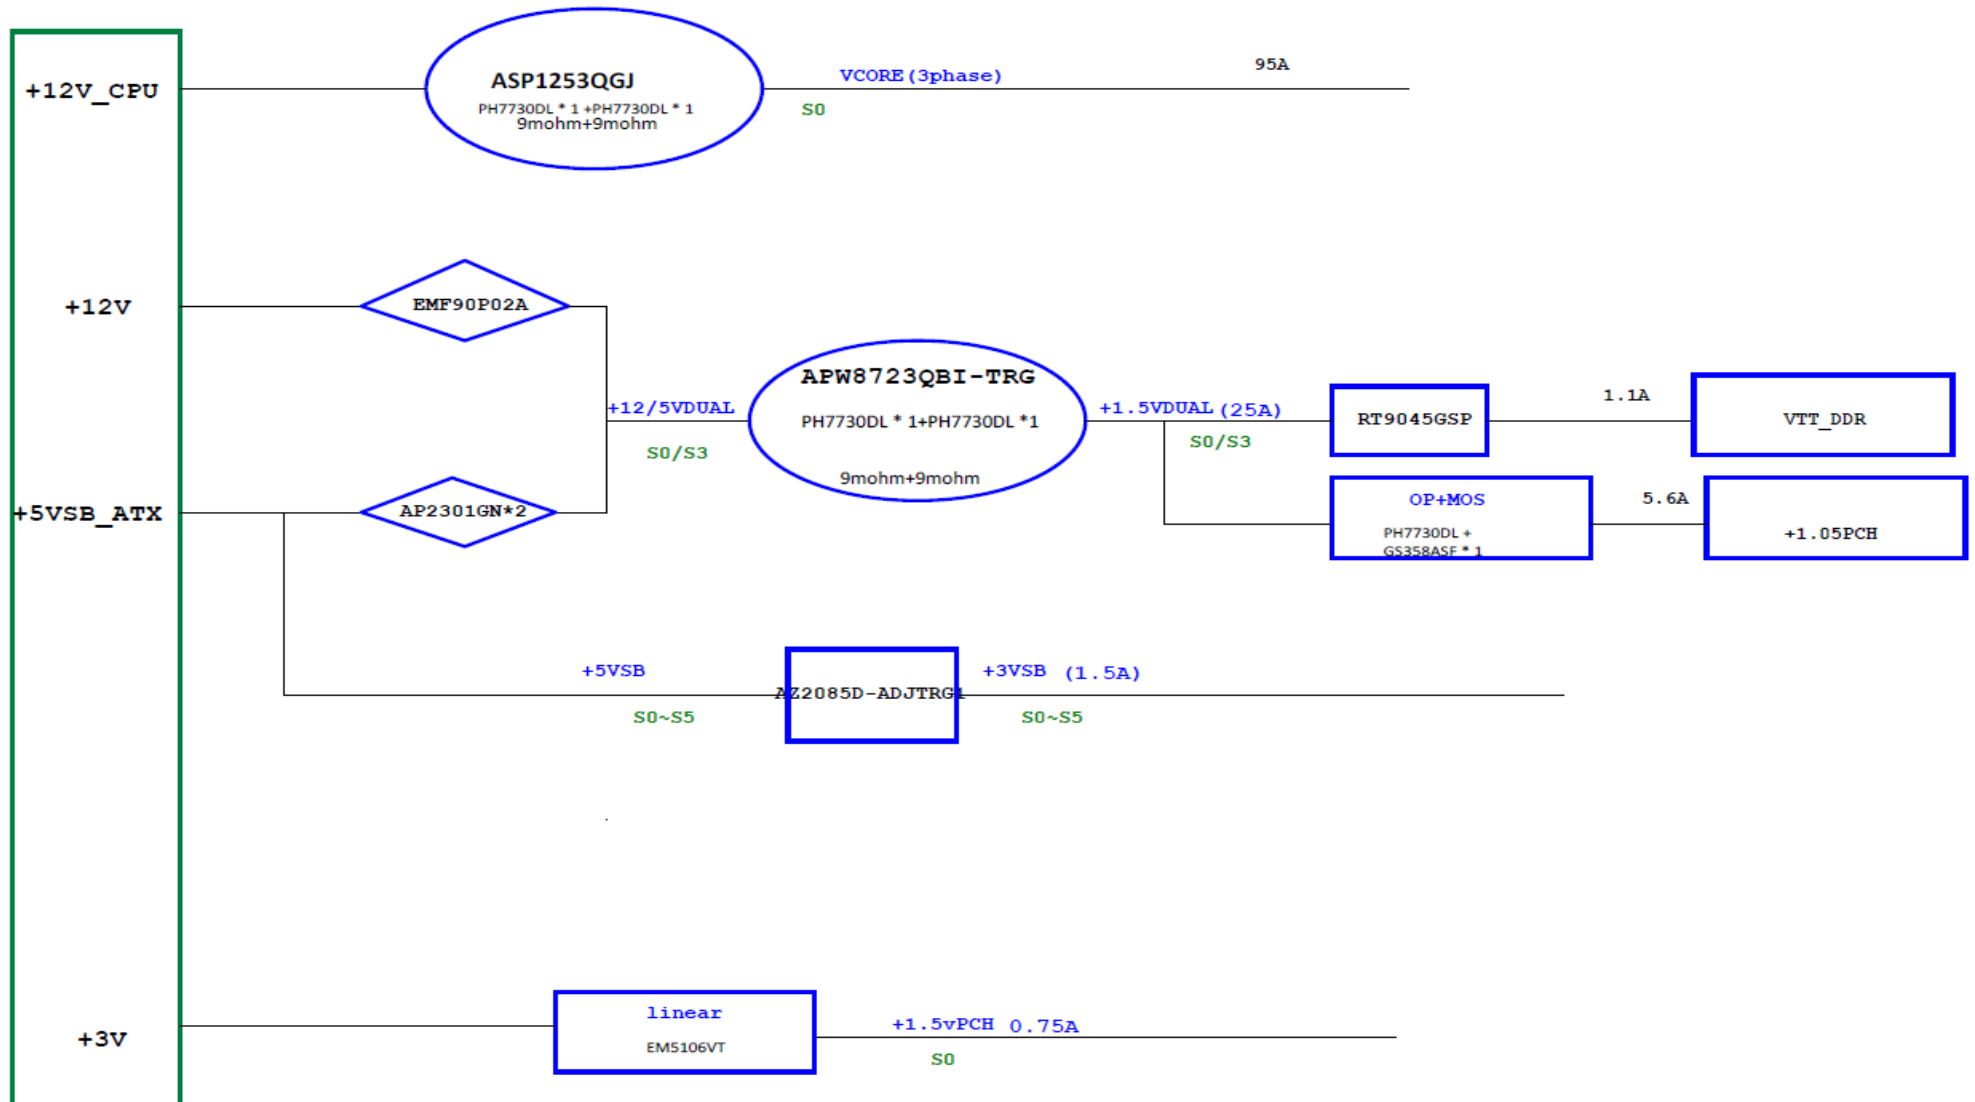 +12V_CPU
ASP1253QGJ
PH7730DL * 1 +PH7730DL * 1
9mohm+9mohm
VCORE(3phase)
S0
95A
+12V
EMF90P02A
+12/5VDUAL
S0/S3
APW8723QBI-TRG
PH7730DL * 1+PH7730DL *1
9mohm+9mohm
+1.5VDUAL (25A)
S0/S3
RT9045GSP
1.1A
VTT_DDR
+5VSB_ATX
AP2301GN*2
OP+MOS
PH7730DL +
GS358ASF * 1
5.6A
+1.05PCH
+5VSB
S0~S5
AZ2085D-ADJTRG1
+3VSB (1.5A)
S0~S5
+3V
linear
EM5106VT
+1.5vPCH 0.75A
S0